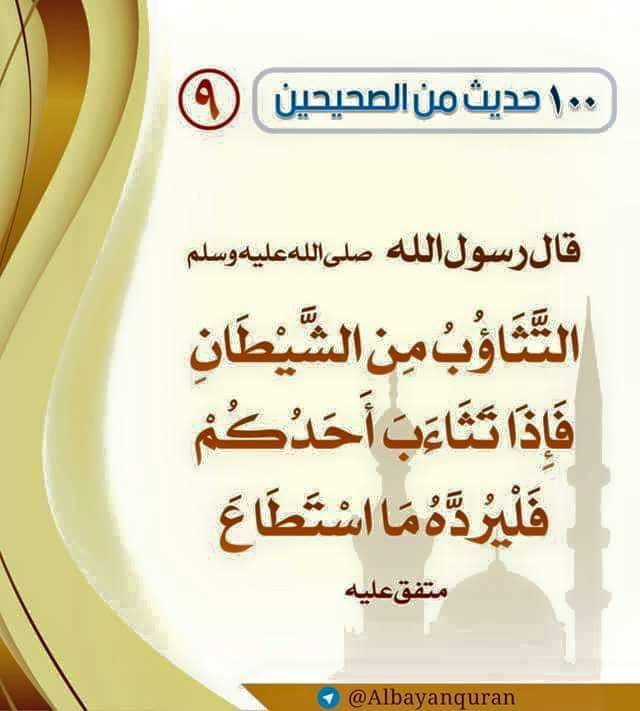 ١٠٠ حديث من الصحيحين ٩
قال رسول الله صلى الله عليه وسلم
التَّثَاؤُبُ مِن الشَّيْطَانِ
فَإِذَا تَثَاءَبَ أَحَدُكُمْ
فَلْيَرُدَّهُ مَا اسْتَطَاعَ
متفق عليه
@Albayanquran